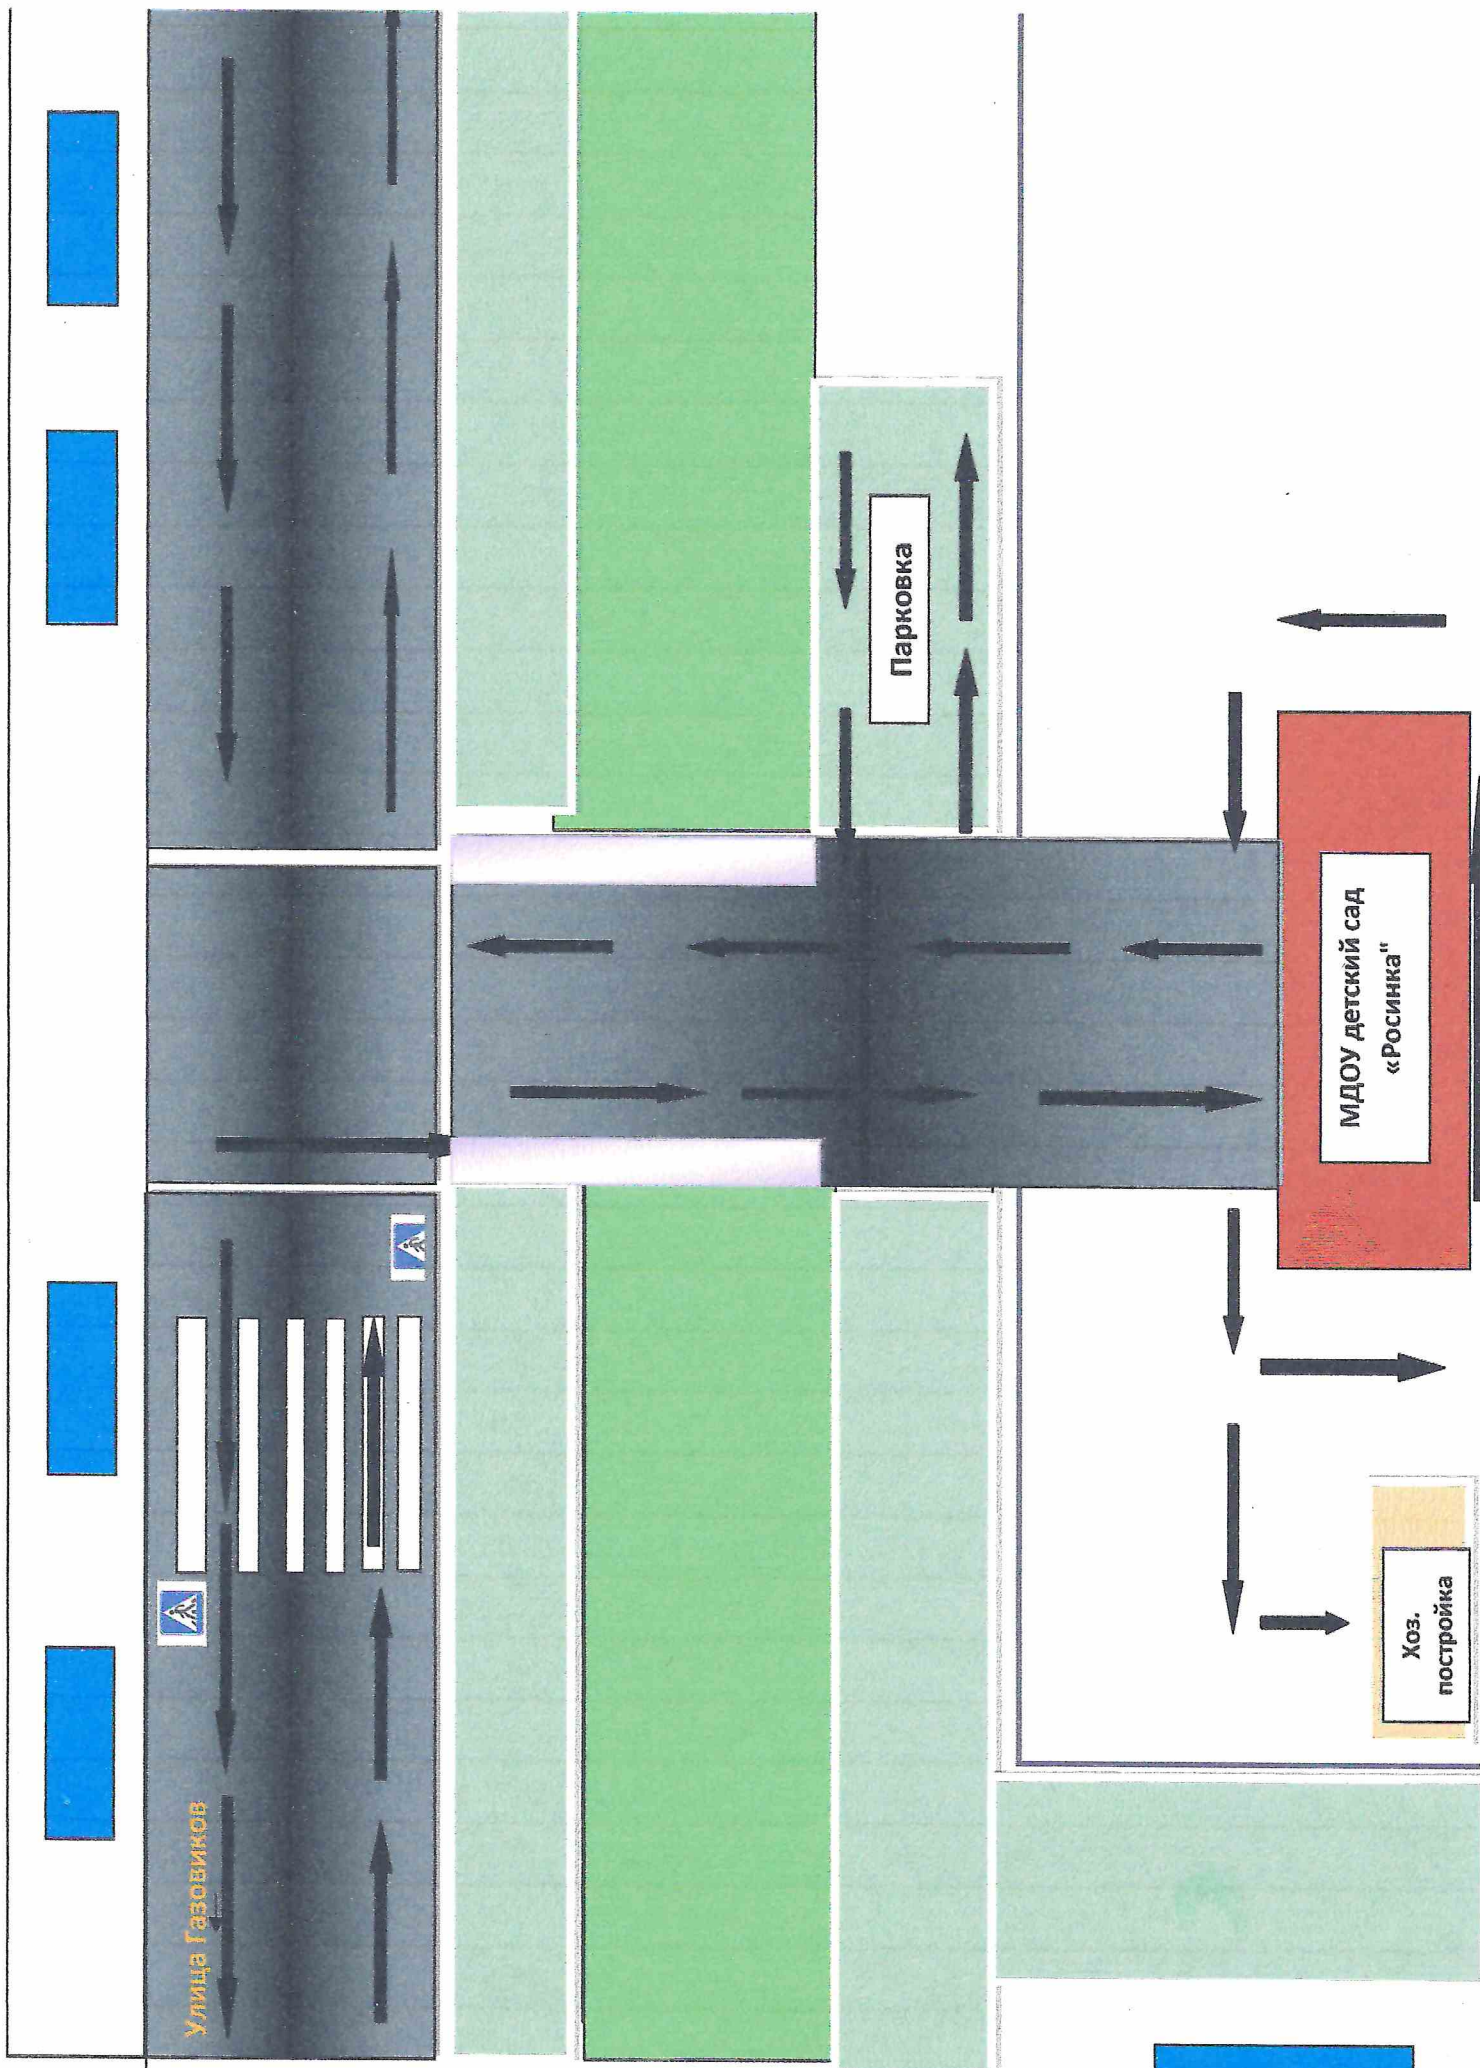 Улица Газовиков
Парковка
МДОУ детский сад
«Росинка"
Хоз.
постройка